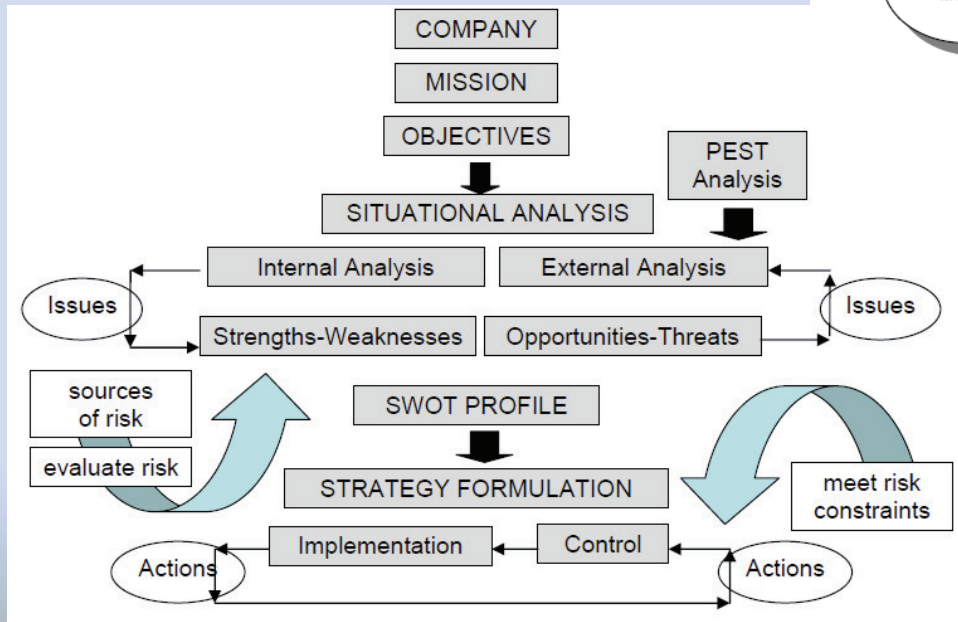 COMPANY
MISSION
OBJECTIVES
PEST
Analysis
SITUATIONAL ANALYSIS
Internal Analysis
External Analysis
Issues
Issues
Strengths-Weaknesses
Opportunities-Threats
sources
of risk
evaluate risk
SWOT PROFILE
STRATEGY FORMULATION
meet risk
constraints
Implementation
Control
Actions
Actions